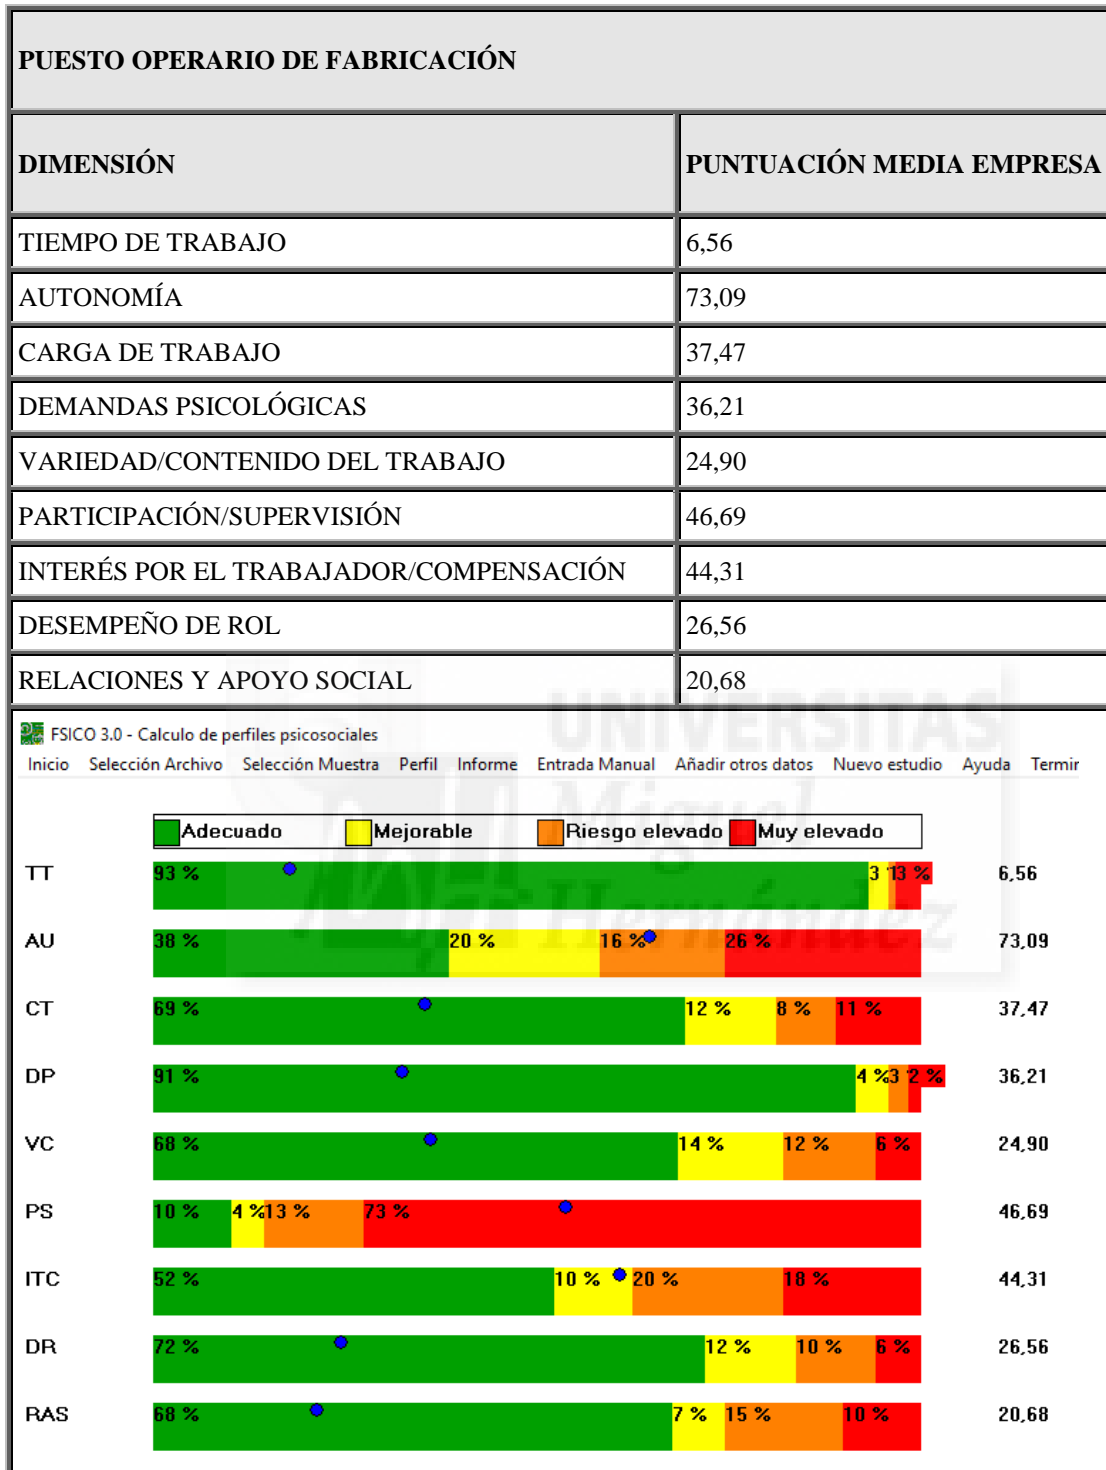 PUESTO OPERARIO DE FABRICACIÓN
DIMENSIÓN PUNTUACIÓN MEDIA EMPRESA
TIEMPO DE TRABAJO 6,56
AUTONOMÍA 73,09
CARGA DE TRABAJO 37,47
DEMANDAS PSICOLÓGICAS 36,21
VARIEDAD/CONTENIDO DEL TRABAJO 24,90
PARTICIPACIÓN/SUPERVISIÓN 46,69
INTERÉS POR EL TRABAJADOR/COMPENSACIÓN 44,31
DESEMPEÑO DE ROL 26,56
RELACIONES Y APOYO SOCIAL 20,68
UNIVERSITAS
Miguel
Hernández
FSICO 3.0 - Calculo de perfiles psicosociales
Inicio Selección Archivo Selección Muestra Perfil Informe Entrada Manual Añadir otros datos Nuevo estudio Ayuda Termir
Adecuado Mejorable Riesgo elevado Muy elevado
TT 93 % 3 1 3 % 6,56
AU 38 % 20 % 16 % 26 % 73,09
CT 69 % 12 % 8 % 11 % 37,47
DP 91 % 4 % 3 2 % 36,21
VC 68 % 14 % 12 % 6 % 24,90
PS 10 % 4 % 13 % 73 % 46,69
ITC 52 % 10 % 20 % 18 % 44,31
DR 72 % 12 % 10 % 6 % 26,56
RAS 68 % 7 % 15 % 10 % 20,68